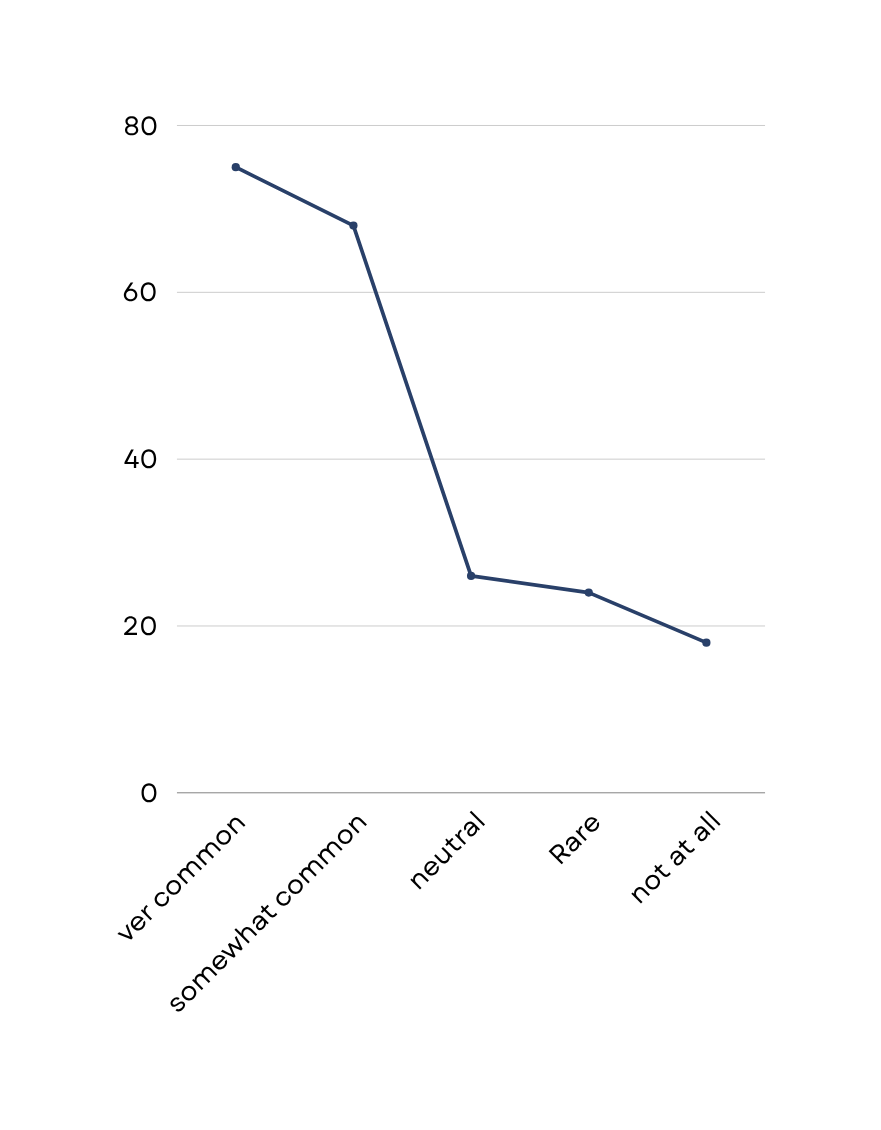 80
60
40
20
0
ver common
somewhat common
neutral
Rare
not at all